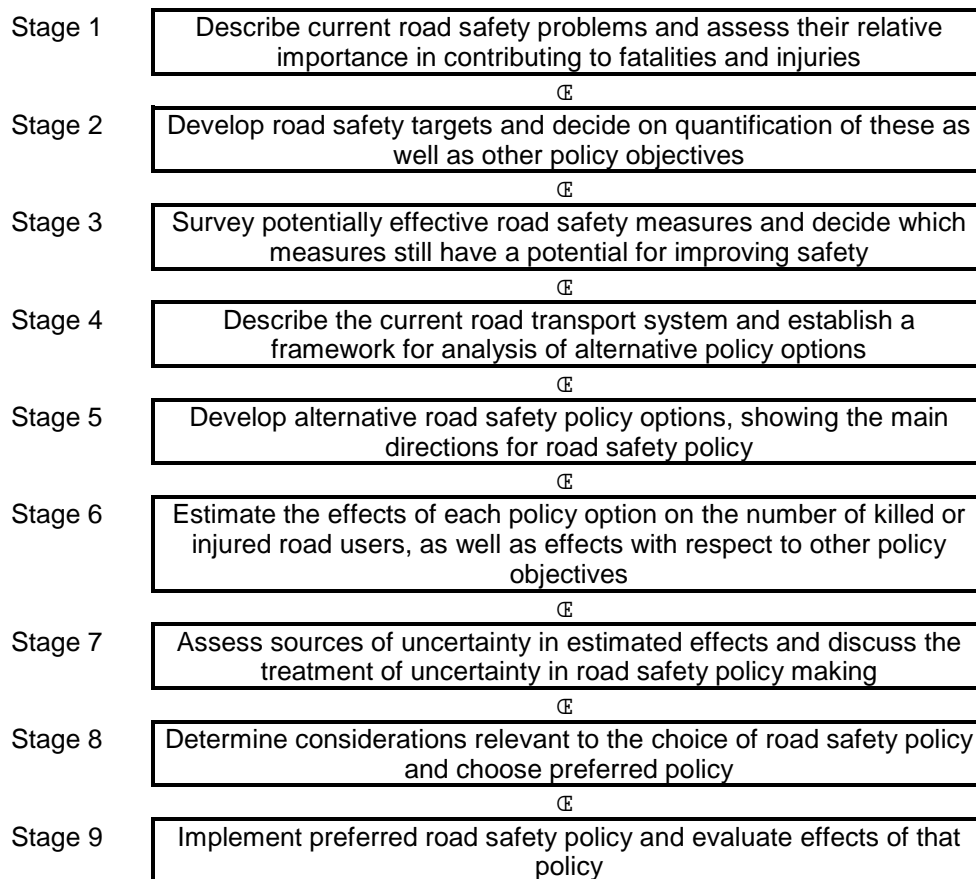 Stage 1 Describe current road safety problems and assess their relative
importance in contributing to fatalities and injuries
Œ
Stage 2 Develop road safety targets and decide on quantification of these as
well as other policy objectives
Œ
Stage 3 Survey potentially effective road safety measures and decide which
measures still have a potential for improving safety
Œ
Stage 4 Describe the current road transport system and establish a
framework for analysis of alternative policy options
Œ
Stage 5 Develop alternative road safety policy options, showing the main
directions for road safety policy
Œ
Stage 6 Estimate the effects of each policy option on the number of killed or
injured road users, as well as effects with respect to other policy
objectives
Œ
Stage 7 Assess sources of uncertainty in estimated effects and discuss the
treatment of uncertainty in road safety policy making
Œ
Stage 8 Determine considerations relevant to the choice of road safety policy
and choose preferred policy
Œ
Stage 9 Implement preferred road safety policy and evaluate effects of that
policy